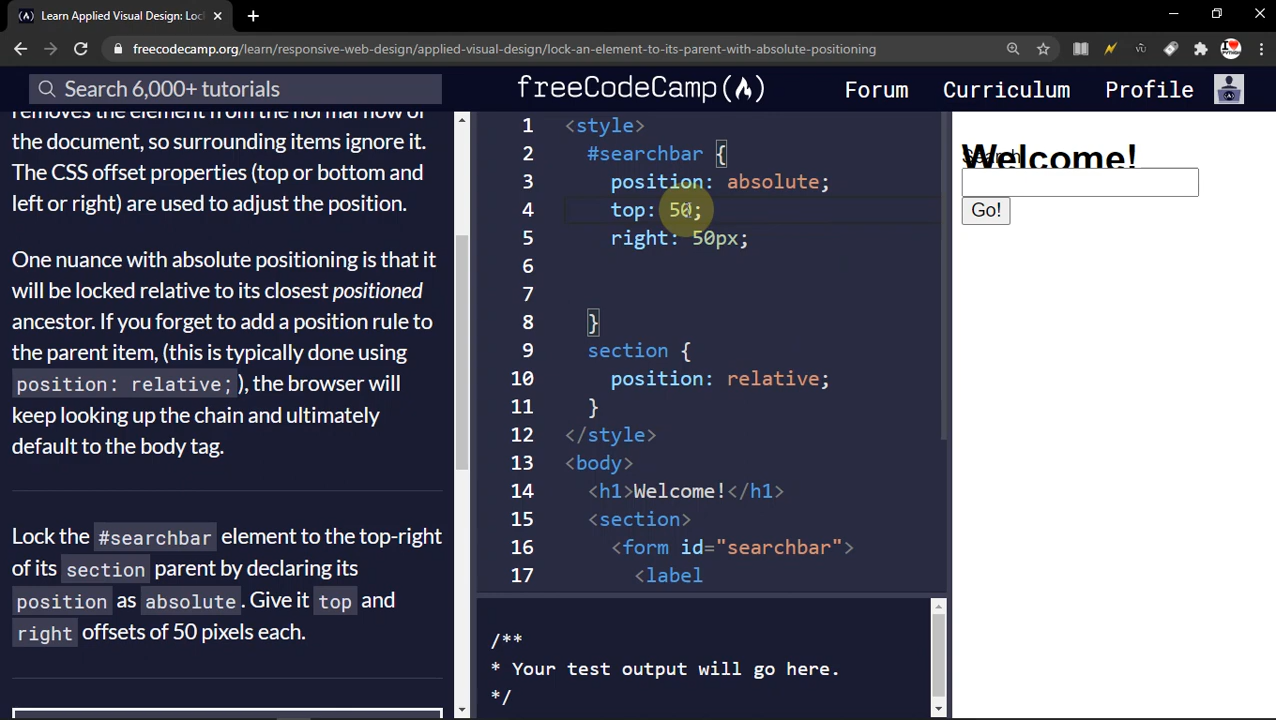 Learn Applied Visual Design: Loc
freecodecamp.org/learn/responsive-web-design/applied-visual-design/lock-an-element-to-its-parent-with-absolute-positioning
Search 6,000+ tutorials
freeCodeCamp
Forum
Curriculum
Profile
removes the element from the normal flow of
the document, so surrounding items ignore it.
The CSS offset properties (top or bottom and
left or right) are used to adjust the position.
One nuance with absolute positioning is that it
will be locked relative to its closest positioned
ancestor. If you forget to add a position rule to
the parent item, (this is typically done using
position: relative;), the browser will
keep looking up the chain and ultimately
default to the body tag.
Lock the #searchbar element to the top-right
of its section parent by declaring its
position as absolute. Give it top and
right offsets of 50 pixels each.
1 <style>
2 #searchbar {
3 position: absolute;
4 top: 50;
5 right: 50px;
6
7
8 }
9 section {
10 position: relative;
11 }
12 </style>
13 <body>
14 <h1>Welcome!</h1>
15 <section>
16 <form id="searchbar">
17 <label
/**
* Your test output will go here.
*/
Welcome!
Search
Go!